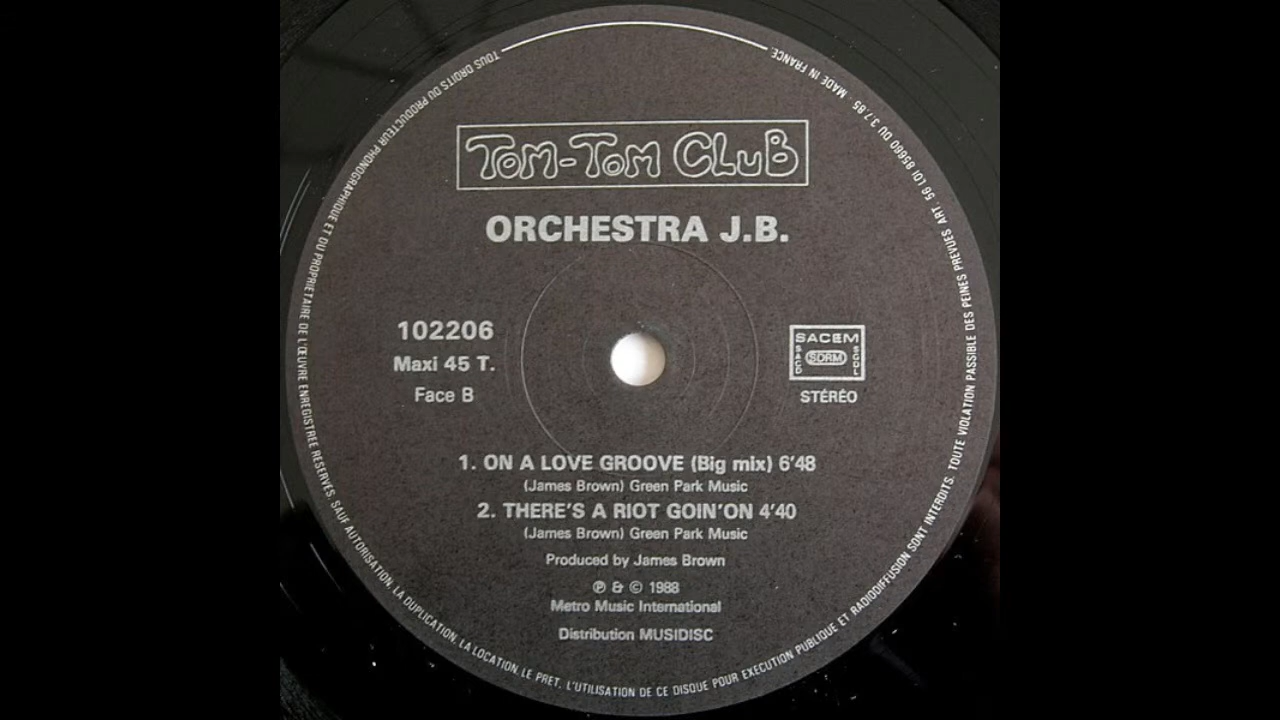 TOUS DROITS DU PRODUCTEUR PHONOGRAPHIQUE ET DU PROPRIETAIRE DE L'ŒUVRE ENREGISTREE RESERVES. SAUF AUTORISATION, LA DUPLICATION, LA LOCATION, LE PRET, L'UTILISATION DE CE DISQUE POUR EXECUTION PUBLIQUE ET RADIODIFFUSION SONT INTERDITS. TOUTE VIOLATION PASSIBLE DES PEINES PREVUES ART. 56 LOI 85660 DU 3.7.85 MADE IN FRANCE.
TOM-TOM CLUB
ORCHESTRA J.B.
102206
Maxi 45 T.
Face B
SACEM
SACD SDRM SGDL
STÉRÉO
1. ON A LOVE GROOVE (Big mix) 6'48
(James Brown) Green Park Music
2. THERE'S A RIOT GOIN'ON 4'40
(James Brown) Green Park Music
Produced by James Brown
℗ & © 1988
Metro Music International
Distribution MUSIDISC